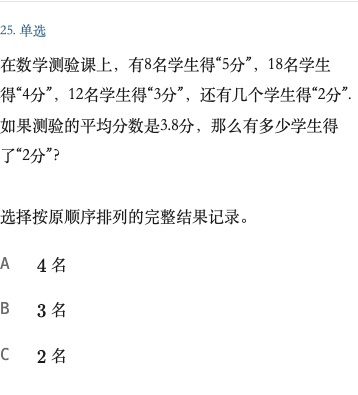 25. 单选
在数学测验课上，有8名学生得“5分”，18名学生
得“4分”，12名学生得“3分”，还有几个学生得“2分”.
如果测验的平均分数是3.8分，那么有多少学生得
了“2分”?
选择按原顺序排列的完整结果记录。
A 4 名
B 3 名
C 2 名